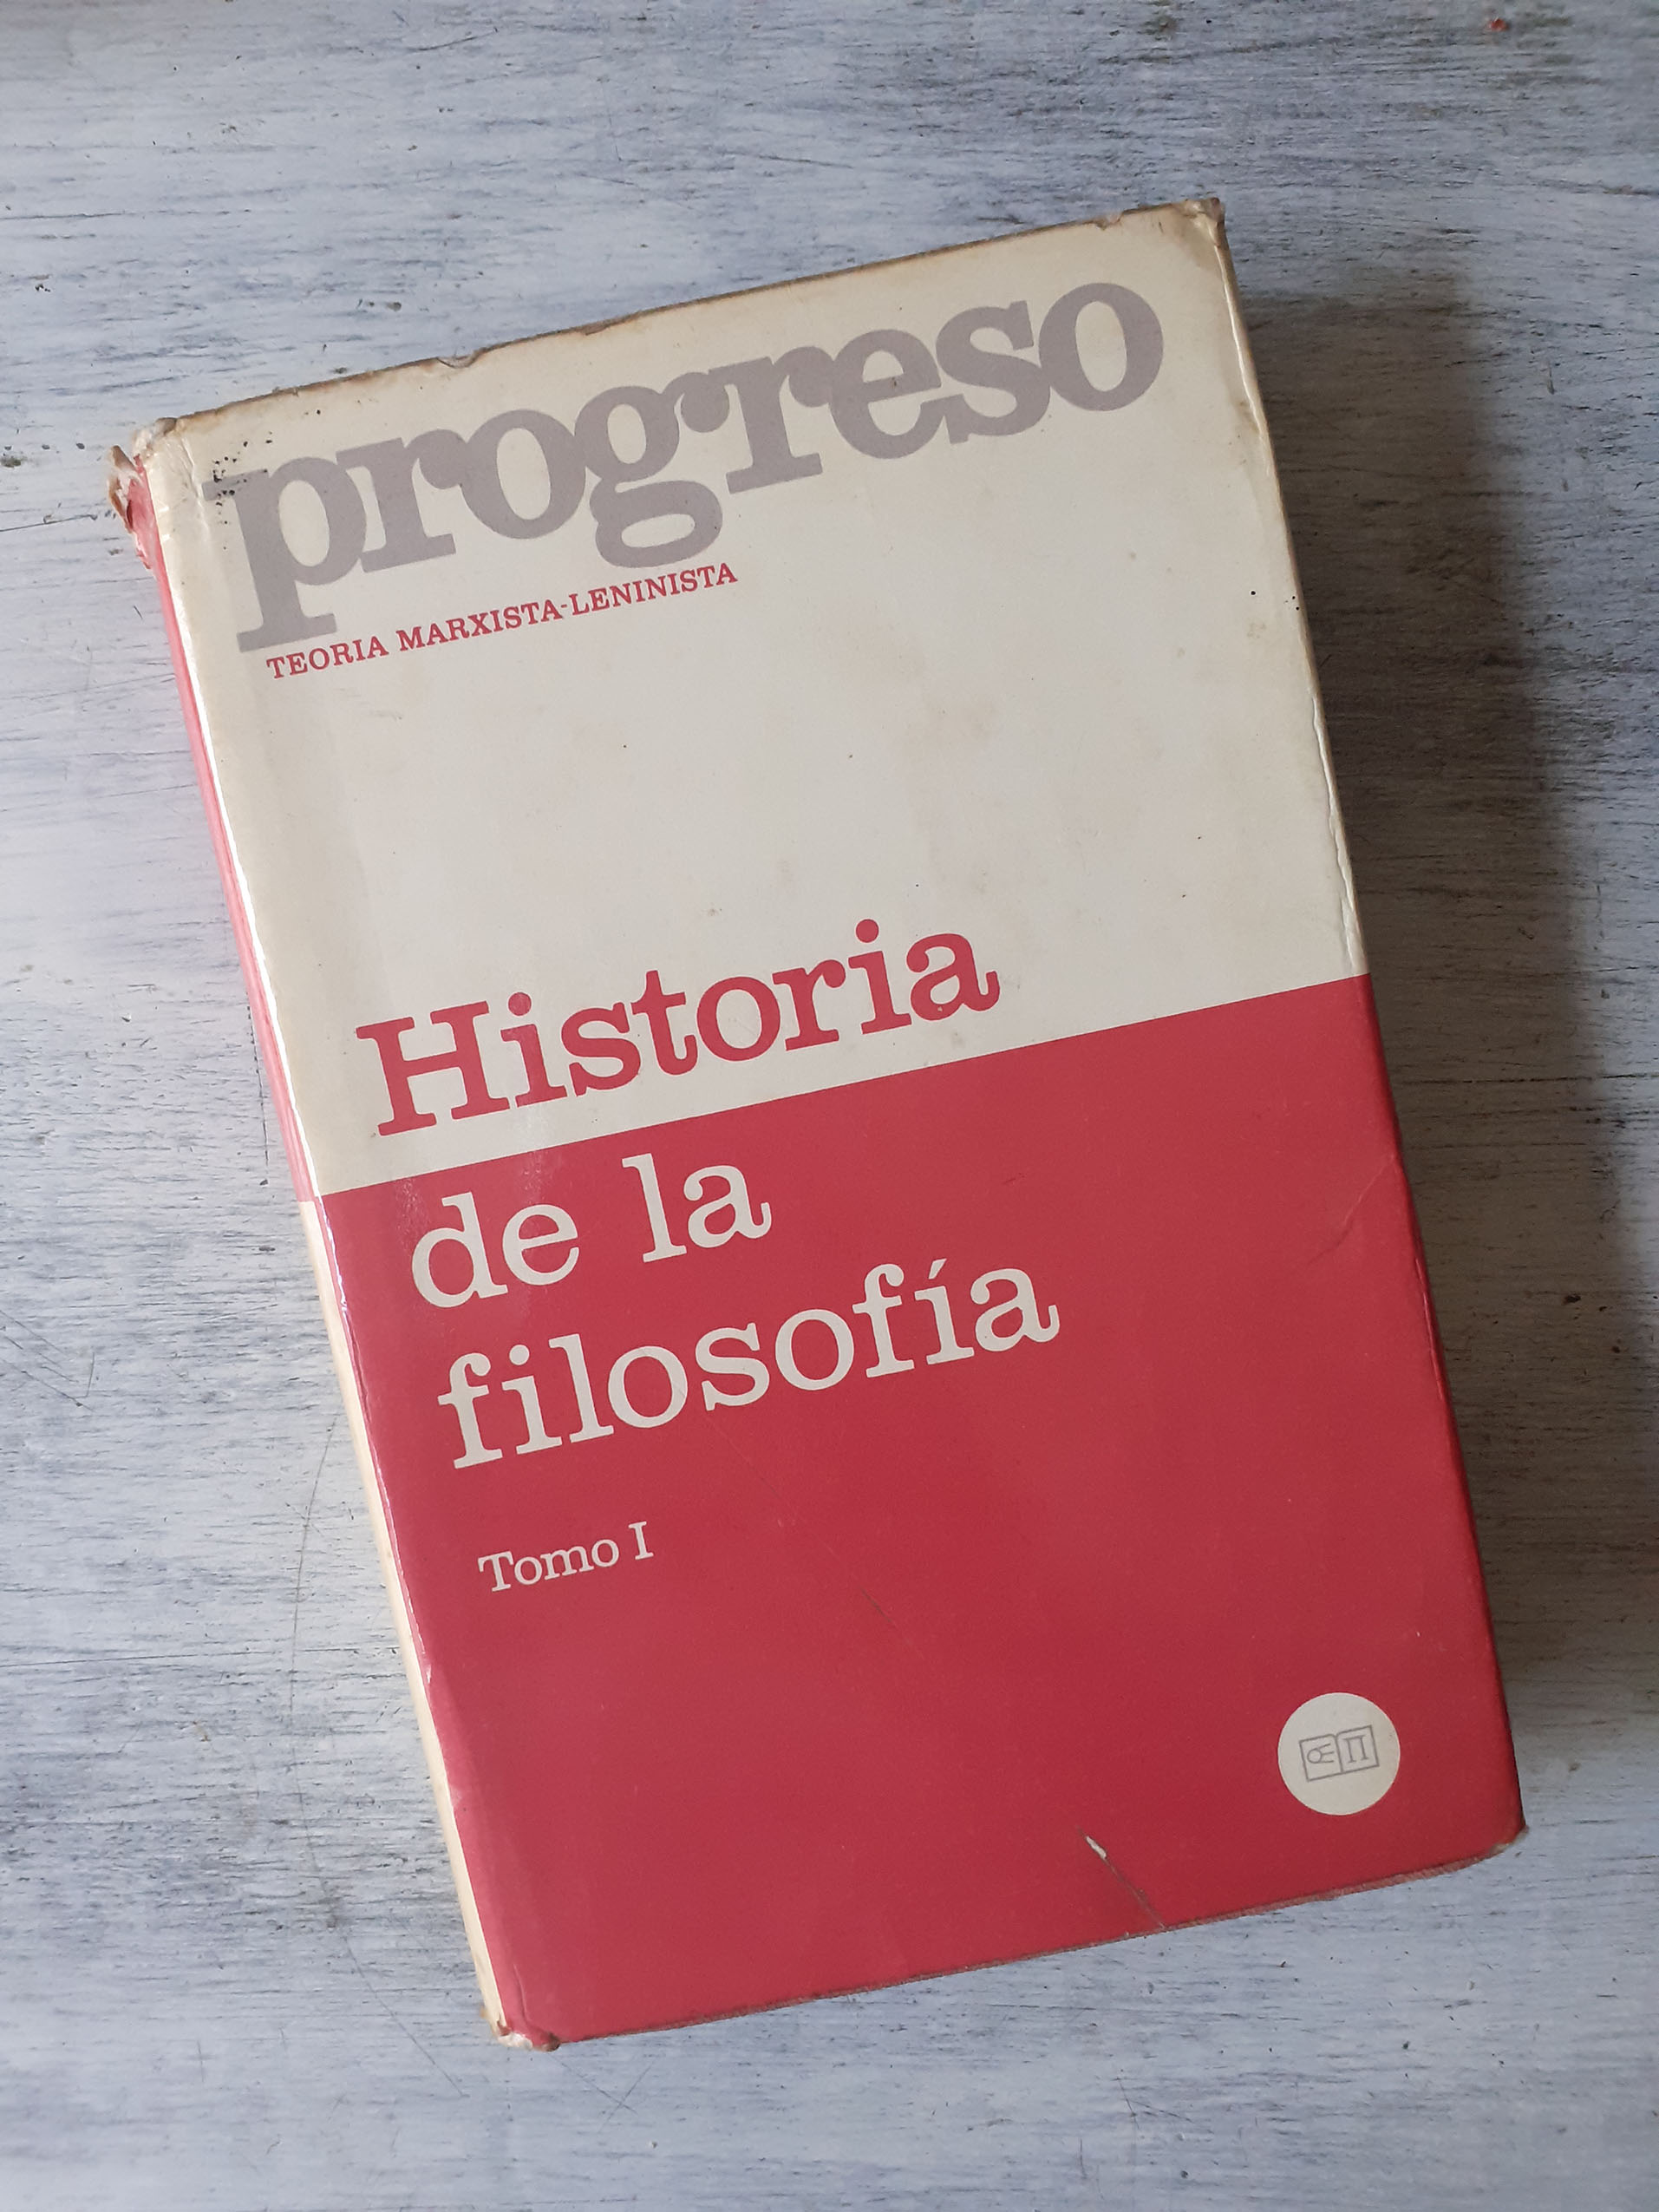 progreso
TEORIA MARXISTA-LENINISTA
Historia
de la
filosofía
Tomo I
П